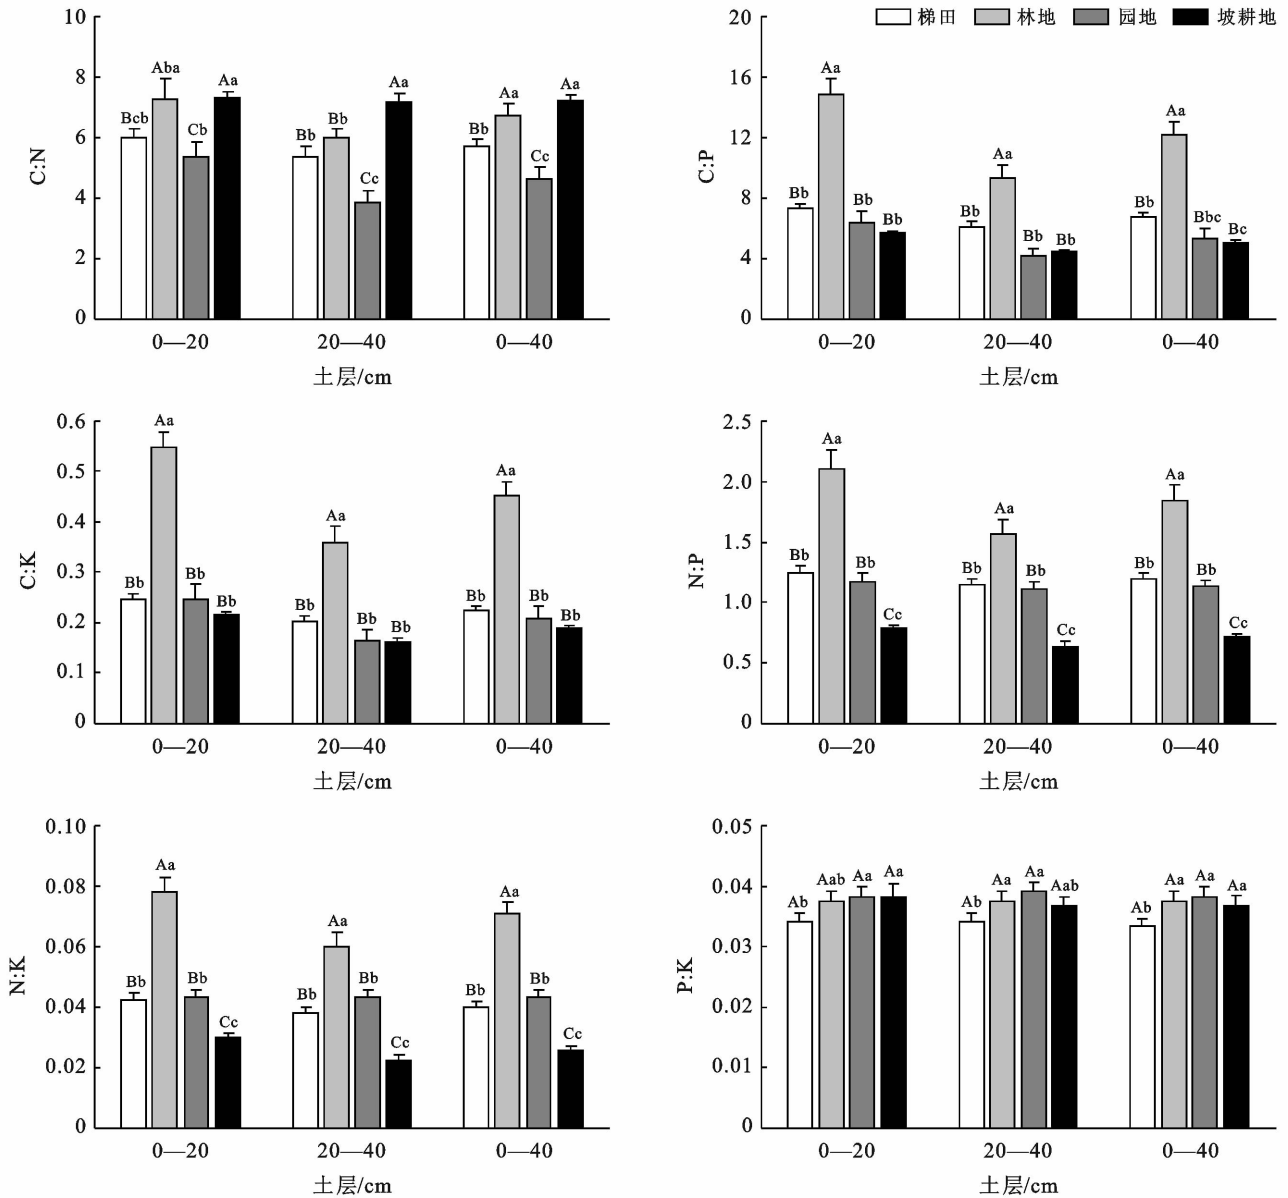 梯田 林地 园地 坡耕地
10
8
6
4
2
0
C:N
Bcb Aba Cb Aa
Bb Bb Cc Aa
Bb Aa Cc Aa
0—20 20—40 0—40
土层/cm
20
16
12
8
4
0
C:P
Bb Aa Bb Bb
Bb Aa Bb Bb
Bb Aa Bbc Bc
0—20 20—40 0—40
土层/cm
0.6
0.5
0.4
0.3
0.2
0.1
0
C:K
Bb Aa Bb Bb
Bb Aa Bb Bb
Bb Aa Bb Bb
0—20 20—40 0—40
土层/cm
2.5
2.0
1.5
1.0
0.5
0
N:P
Bb Aa Bb Cc
Bb Aa Bb Cc
Bb Aa Bb Cc
0—20 20—40 0—40
土层/cm
0.10
0.08
0.06
0.04
0.02
0
N:K
Bb Aa Bb Cc
Bb Aa Bb Cc
Bb Aa Bb Cc
0—20 20—40 0—40
土层/cm
0.05
0.04
0.03
0.02
0.01
0
P:K
Ab Aab Aa Aa
Ab Aa Aa Aab
Ab Aa Aa Aa
0—20 20—40 0—40
土层/cm